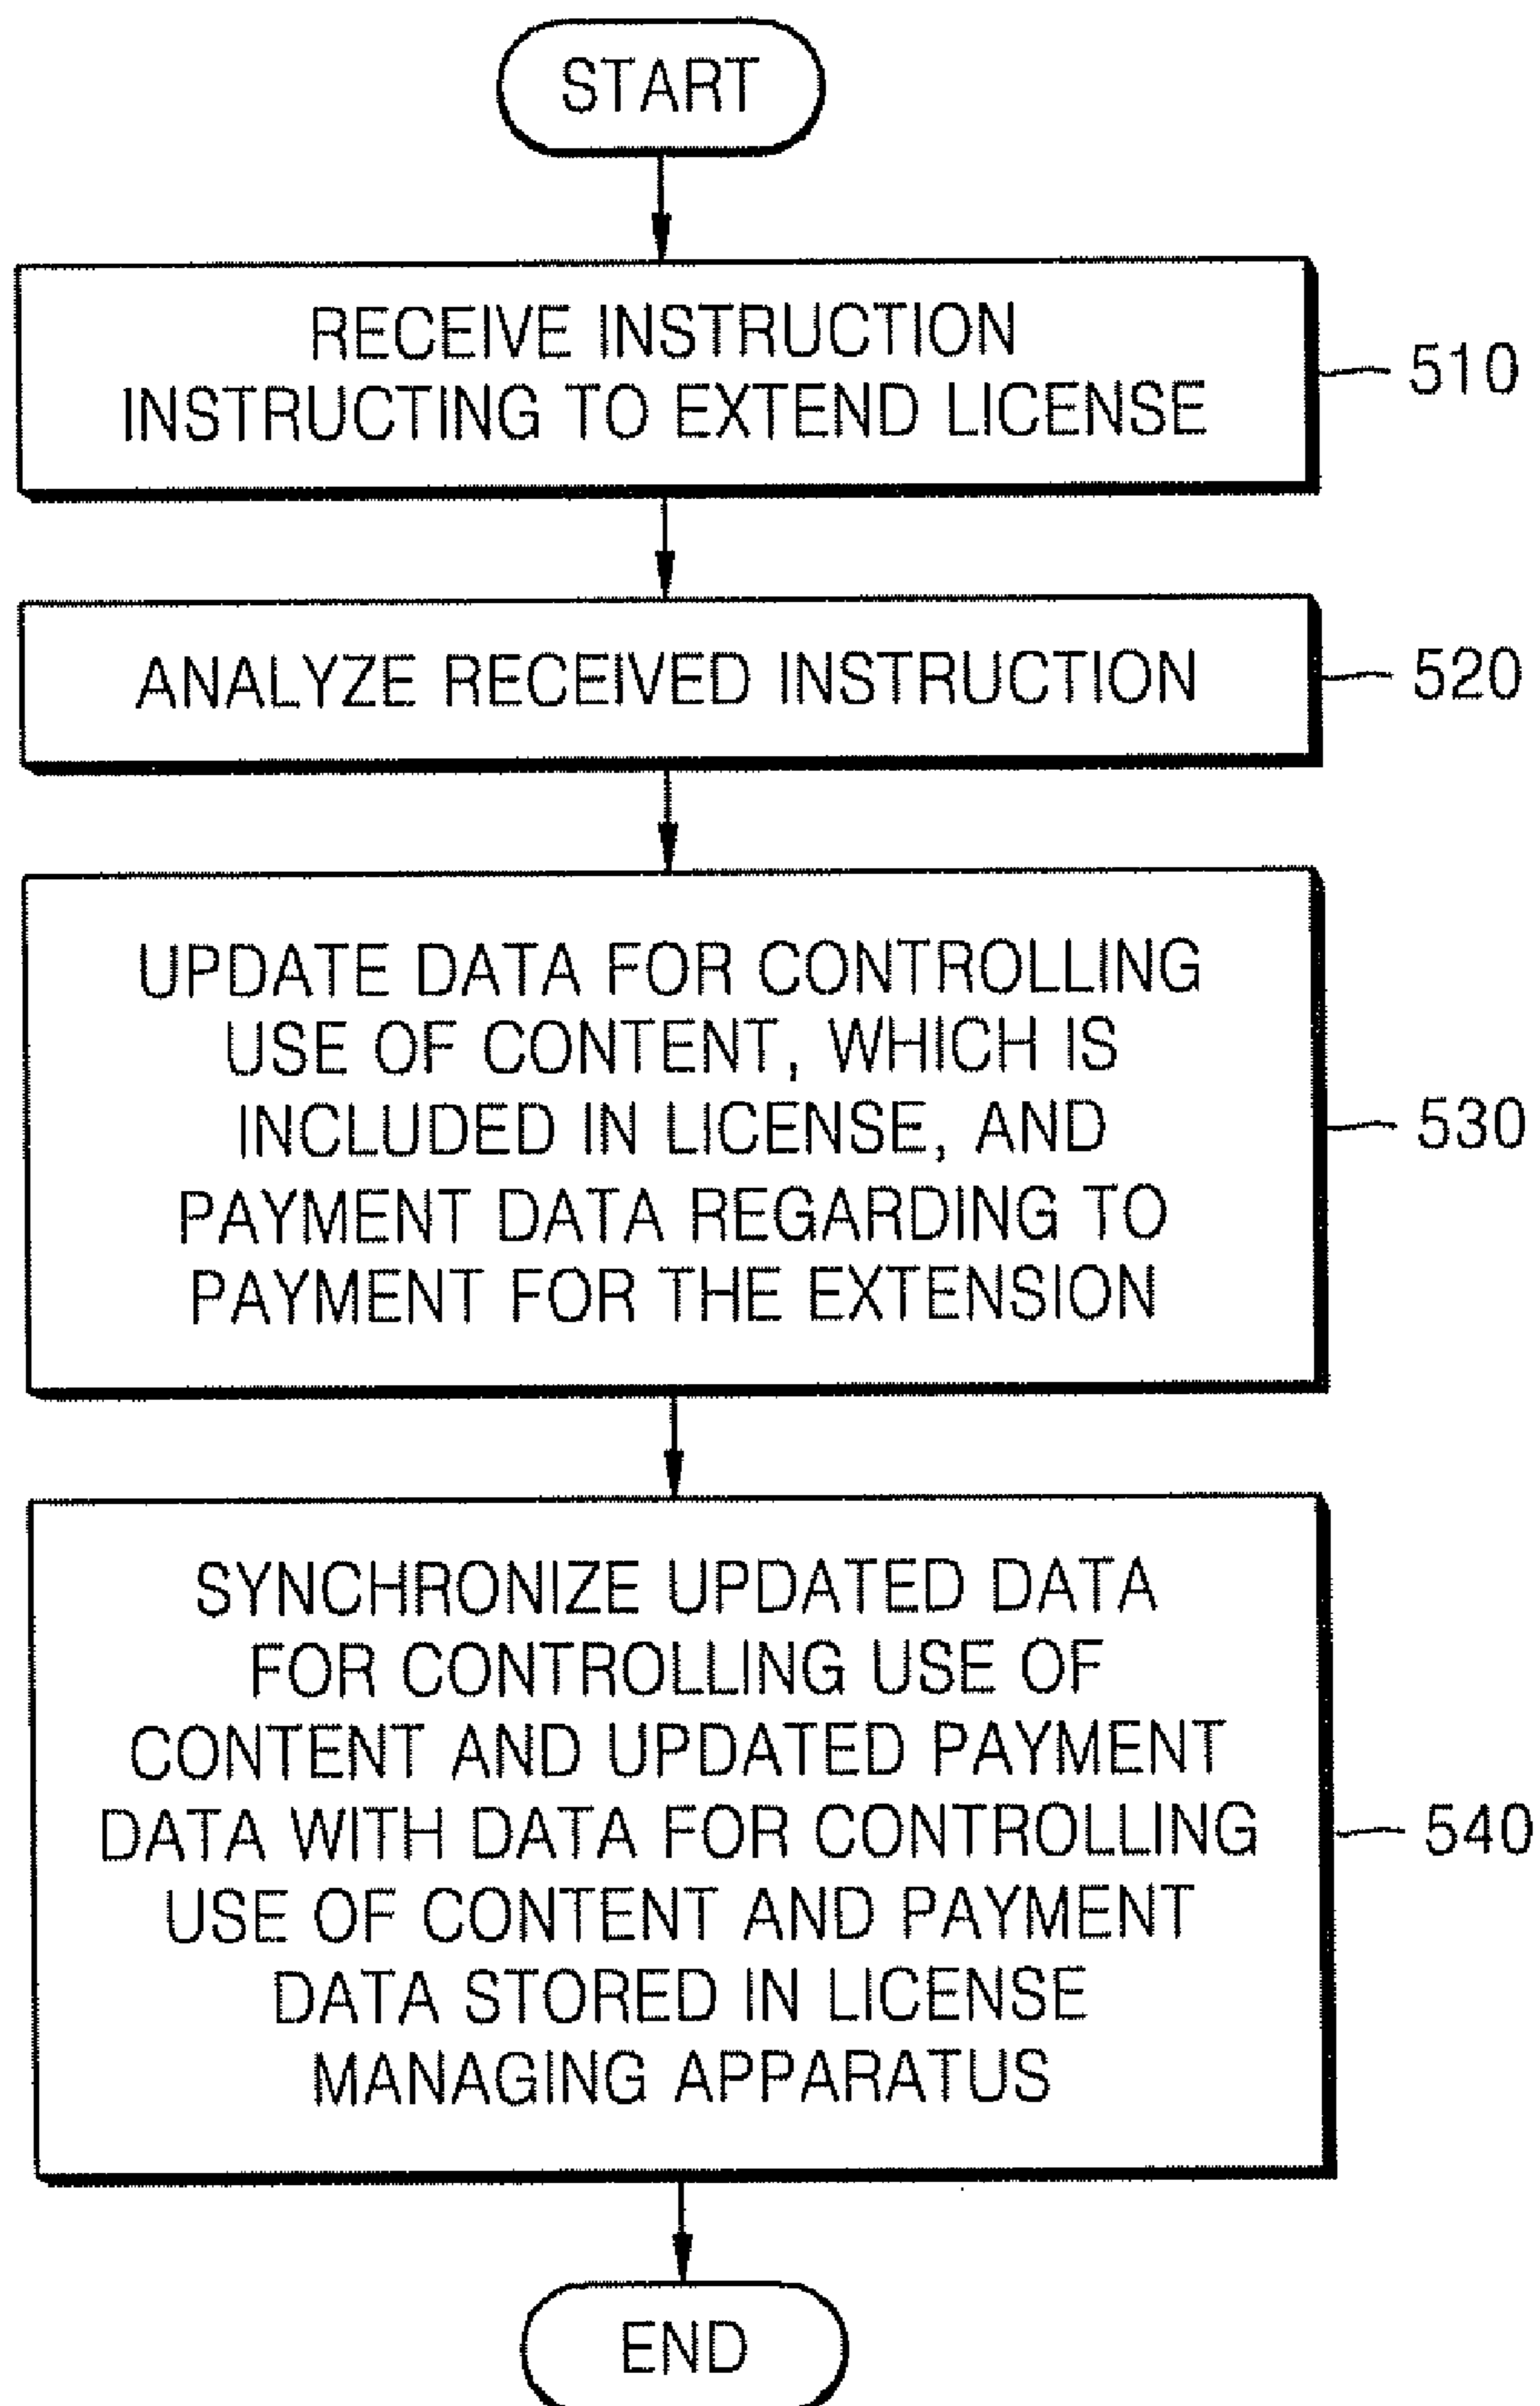 START
RECEIVE INSTRUCTION
INSTRUCTING TO EXTEND LICENSE
510
ANALYZE RECEIVED INSTRUCTION
520
UPDATE DATA FOR CONTROLLING
USE OF CONTENT, WHICH IS
INCLUDED IN LICENSE, AND
PAYMENT DATA REGARDING TO
PAYMENT FOR THE EXTENSION
530
SYNCHRONIZE UPDATED DATA
FOR CONTROLLING USE OF
CONTENT AND UPDATED PAYMENT
DATA WITH DATA FOR CONTROLLING
USE OF CONTENT AND PAYMENT
DATA STORED IN LICENSE
MANAGING APPARATUS
540
END